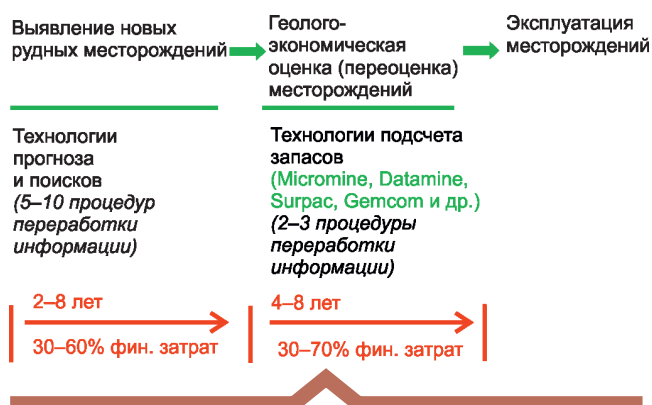 Выявление новых
рудных месторождений
Геолого-
экономическая
оценка (переоценка)
месторождений
Эксплуатация
месторождений
Технологии
прогноза
и поисков
(5–10 процедур
переработки
информации)
Технологии подсчета
запасов
(Micromine, Datamine,
Surpac, Gemcom и др.)
(2–3 процедуры
переработки
информации)
2–8 лет
30–60% фин. затрат
4–8 лет
30–70% фин. затрат